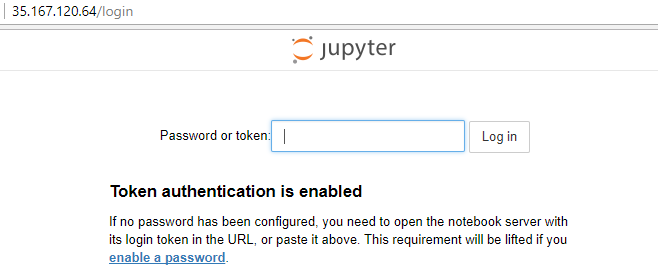 35.167.120.64/login
jupyter
Password or token:
Log in
Token authentication is enabled
If no password has been configured, you need to open the notebook server with
its login token in the URL, or paste it above. This requirement will be lifted if you
enable a password.